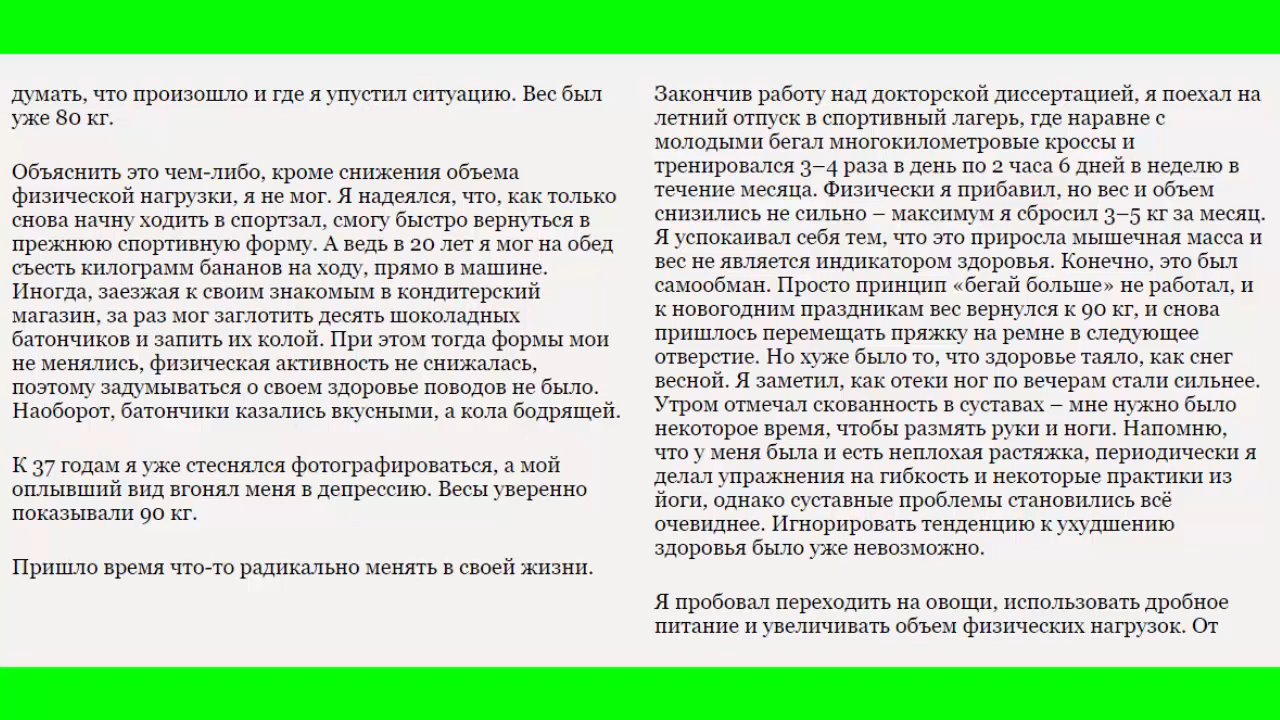 думать, что произошло и где я упустил ситуацию. Вес был
уже 80 кг.
Объяснить это чем-либо, кроме снижения объема
физической нагрузки, я не мог. Я надеялся, что, как только
снова начну ходить в спортзал, смогу быстро вернуться в
прежнюю спортивную форму. А ведь в 20 лет я мог на обед
съесть килограмм бананов на ходу, прямо в машине.
Иногда, заезжая к своим знакомым в кондитерский
магазин, за раз мог заглотить десять шоколадных
батончиков и запить их колой. При этом тогда формы мои
не менялись, физическая активность не снижалась,
поэтому задумываться о своем здоровье поводов не было.
Наоборот, батончики казались вкусными, а кола бодрящей.
К 37 годам я уже стеснялся фотографироваться, а мой
оплывший вид вгонял меня в депрессию. Весы уверенно
показывали 90 кг.
Пришло время что-то радикально менять в своей жизни.
Закончив работу над докторской диссертацией, я поехал на
летний отпуск в спортивный лагерь, где наравне с
молодыми бегал многокилометровые кроссы и
тренировался 3–4 раза в день по 2 часа 6 дней в неделю в
течение месяца. Физически я прибавил, но вес и объем
снизились не сильно – максимум я сбросил 3–5 кг за месяц.
Я успокаивал себя тем, что это приросла мышечная масса и
вес не является индикатором здоровья. Конечно, это был
самообман. Просто принцип «бегай больше» не работал, и
к новогодним праздникам вес вернулся к 90 кг, и снова
пришлось перемещать пряжку на ремне в следующее
отверстие. Но хуже было то, что здоровье таяло, как снег
весной. Я заметил, как отеки ног по вечерам стали сильнее.
Утром отмечал скованность в суставах – мне нужно было
некоторое время, чтобы размять руки и ноги. Напомню,
что у меня была и есть неплохая растяжка, периодически я
делал упражнения на гибкость и некоторые практики из
йоги, однако суставные проблемы становились всё
очевиднее. Игнорировать тенденцию к ухудшению
здоровья было уже невозможно.
Я пробовал переходить на овощи, использовать дробное
питание и увеличивать объем физических нагрузок. От